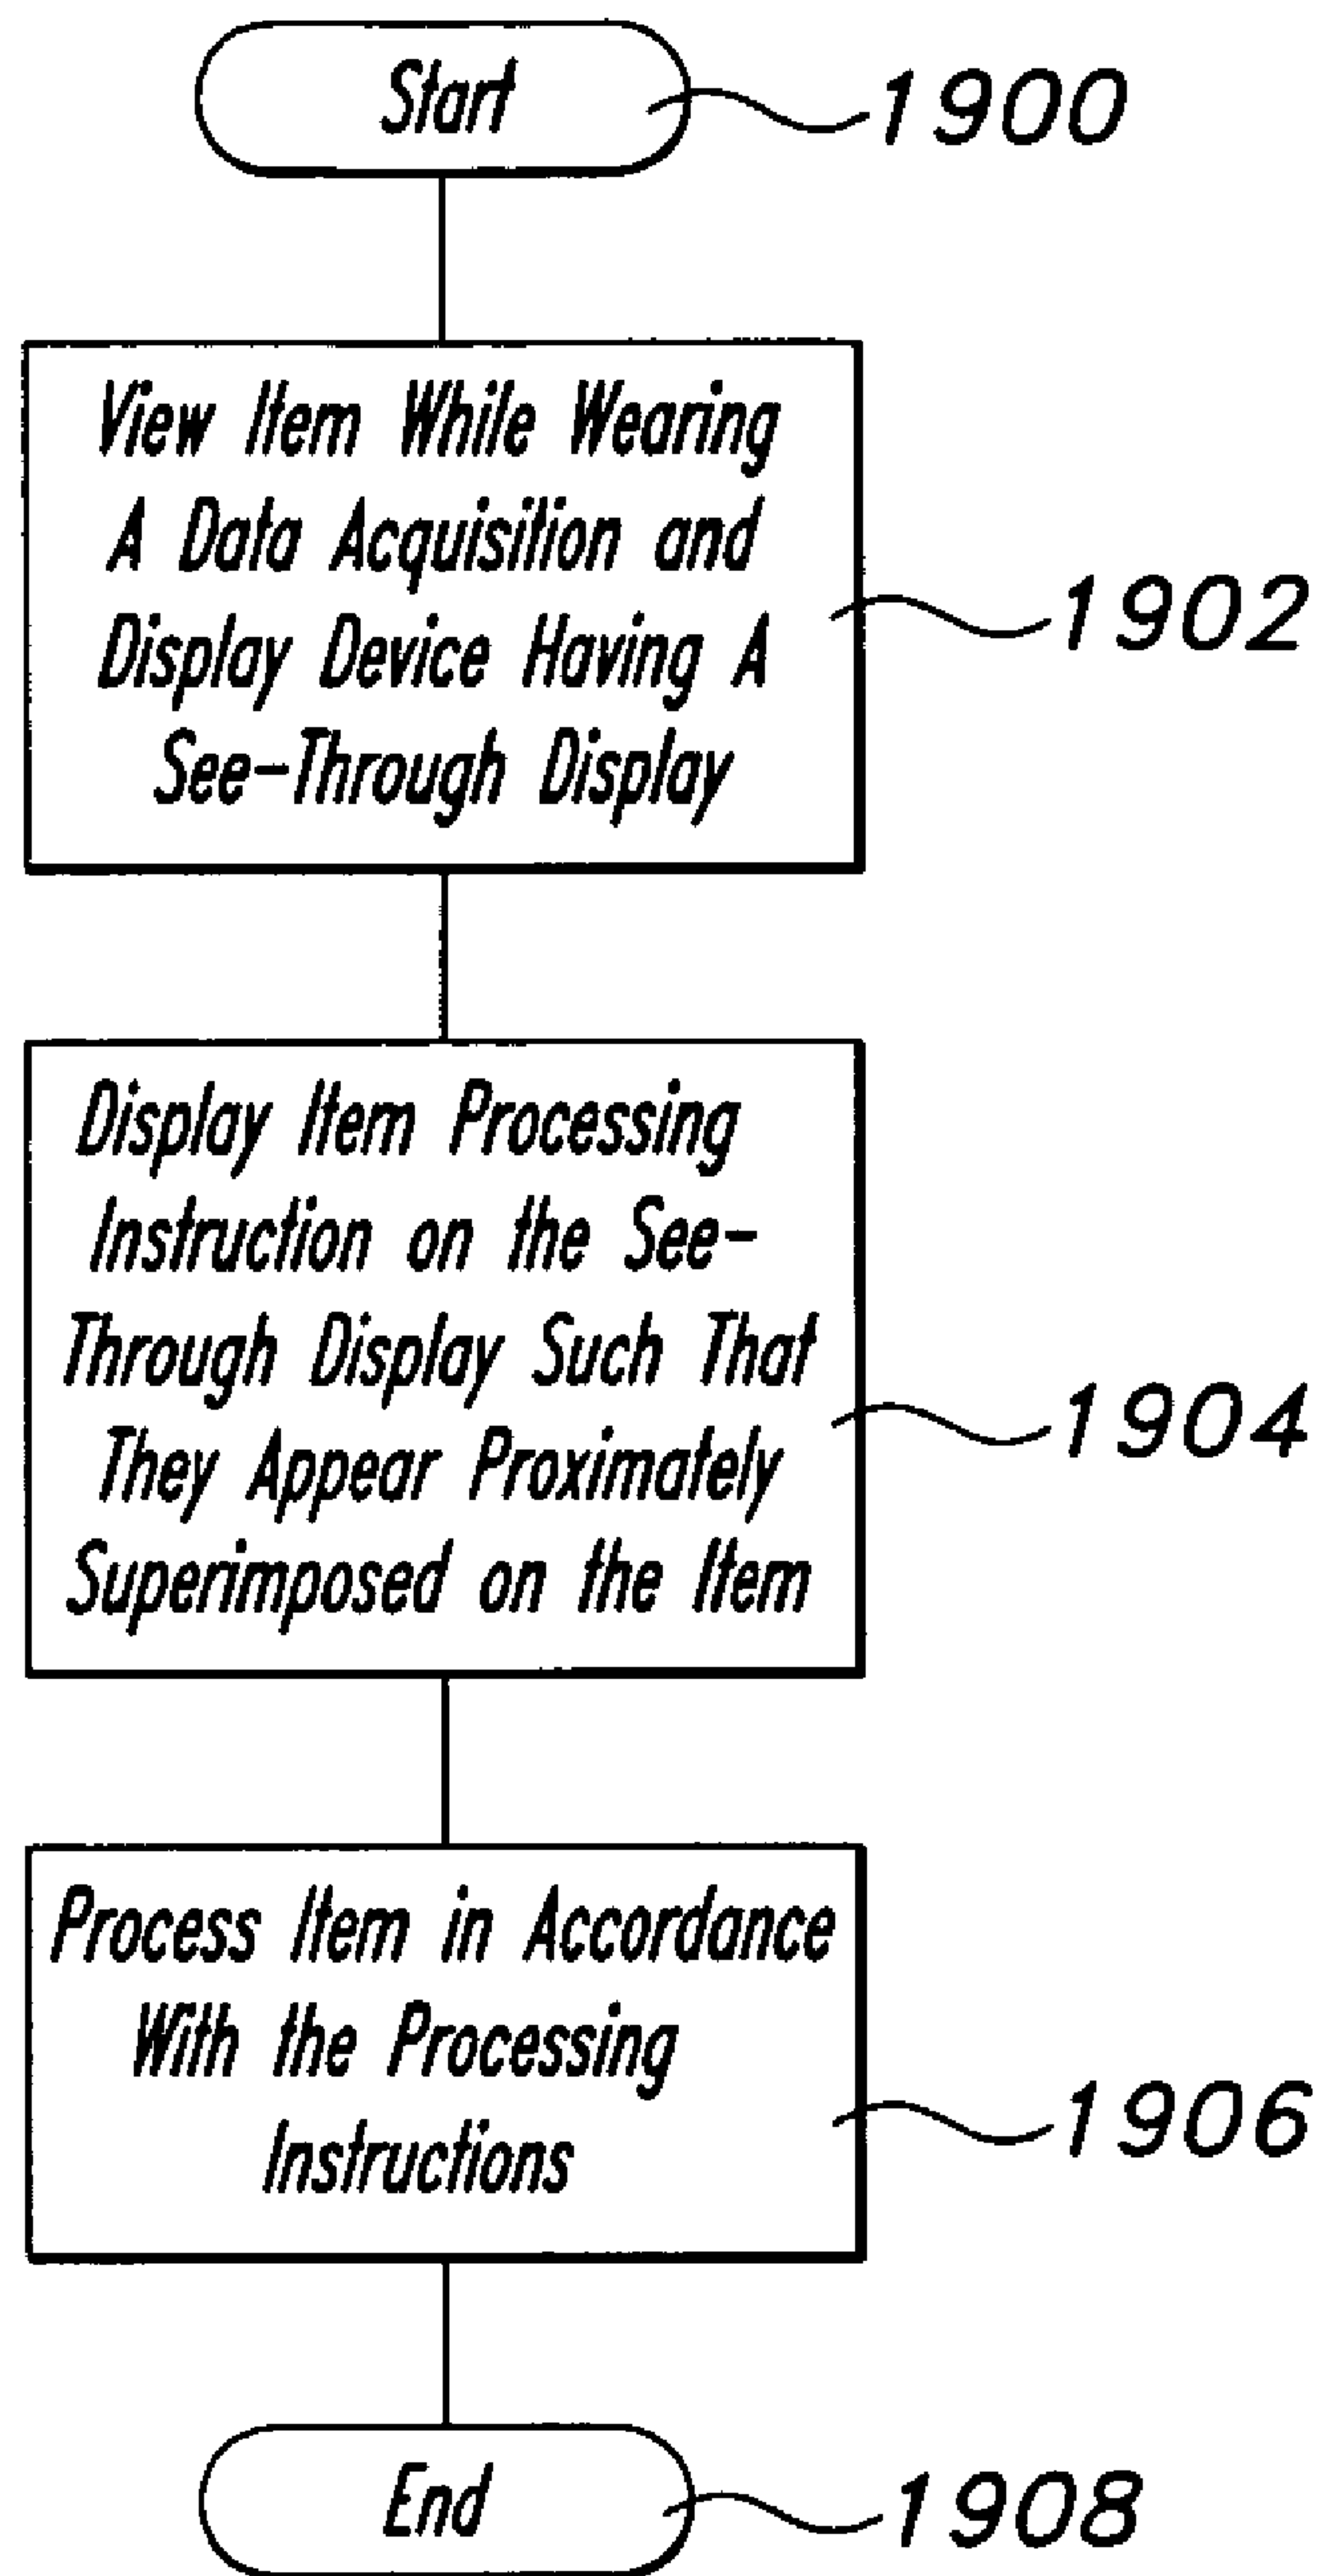 Start
1900
View Item While Wearing
A Data Acquisition and
Display Device Having A
See-Through Display
1902
Display Item Processing
Instruction on the See-
Through Display Such That
They Appear Proximately
Superimposed on the Item
1904
Process Item in Accordance
With the Processing
Instructions
1906
End
1908